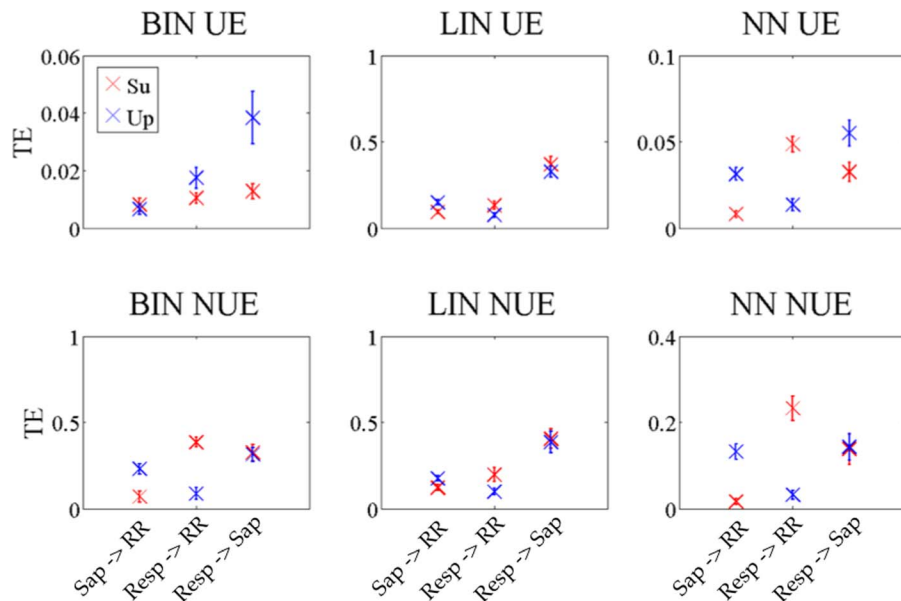 BIN UE
LIN UE
NN UE
0.06
0.04
0.02
0
TE
Su
Up
1
0.5
0
0.1
0.05
0
BIN NUE
LIN NUE
NN NUE
1
0.5
0
TE
1
0.5
0
0.4
0.2
0
Sap -> RR
Resp -> RR
Resp -> Sap
Sap -> RR
Resp -> RR
Resp -> Sap
Sap -> RR
Resp -> RR
Resp -> Sap